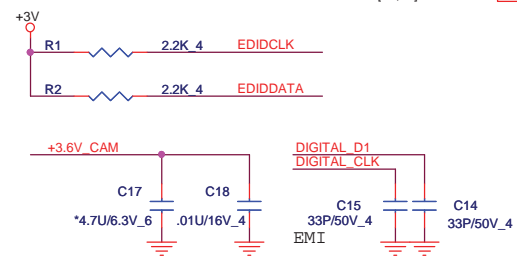 +3V
R1 2.2K_4 EDIDCLK
R2 2.2K_4 EDIDDATA
+3.6V_CAM
DIGITAL_D1
DIGITAL_CLK
C17 C18 C15 C14
*4.7U/6.3V_6 .01U/16V_4 33P/50V_4 33P/50V_4
EMI